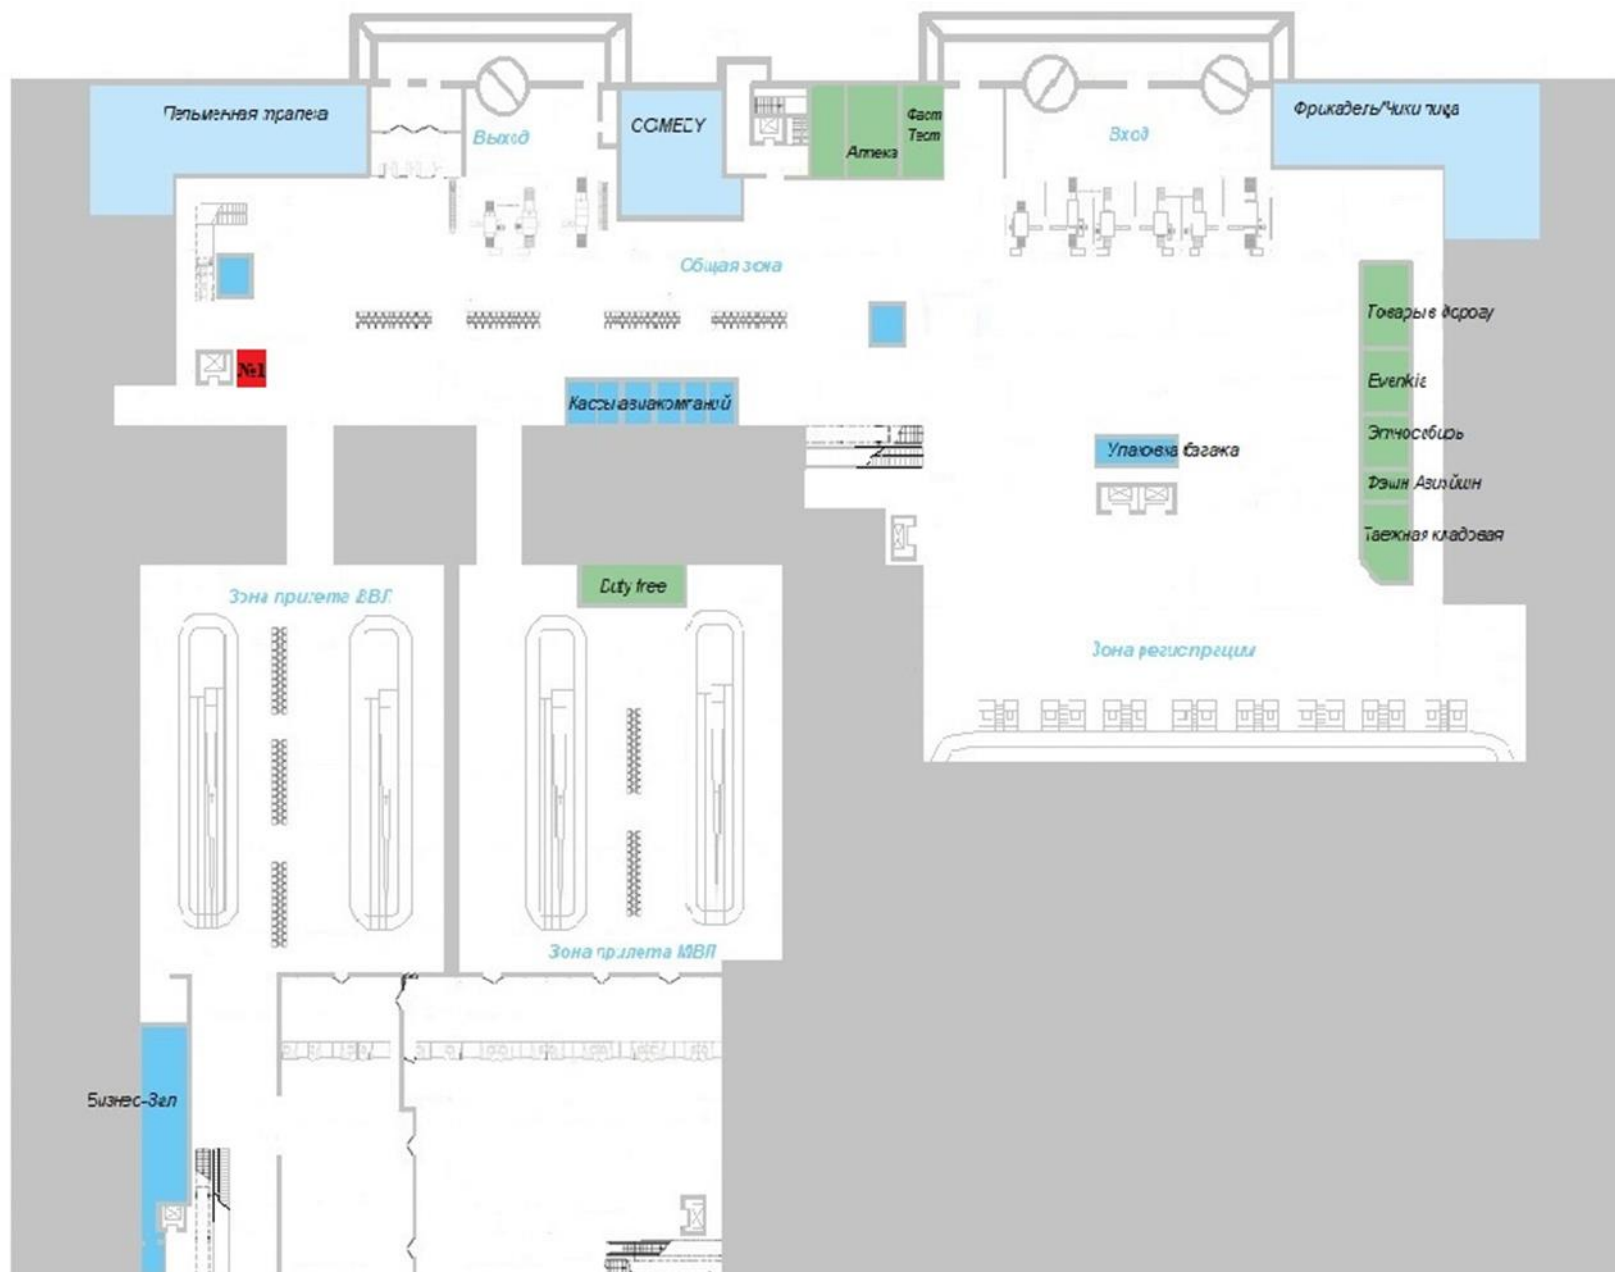 Пельменная трапеза
Выход
COMEDY
Аптека
Фаст
Тест
Вход
Фрикадель/Чики пицца
Общая зона
№1
Кассы авиакомпаний
Товары в дорогу
Evenkia
Этносибирь
Фэшн Авиэйшн
Таежная кладовая
Упаковка багажа
Duty free
Зона прилета ВВЛ
Зона регистрации
Зона прилета МВЛ
Бизнес-Зал